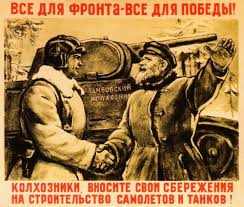 ВСЕ ДЛЯ ФРОНТА-ВСЕ ДЛЯ ПОБЕДЫ!
ТАМБОВСКИЙ
КОЛХОЗНИК
КОЛХОЗНИКИ, ВНОСИТЕ СВОИ СБЕРЕЖЕНИЯ
НА СТРОИТЕЛЬСТВО САМОЛЕТОВ И ТАНКОВ!